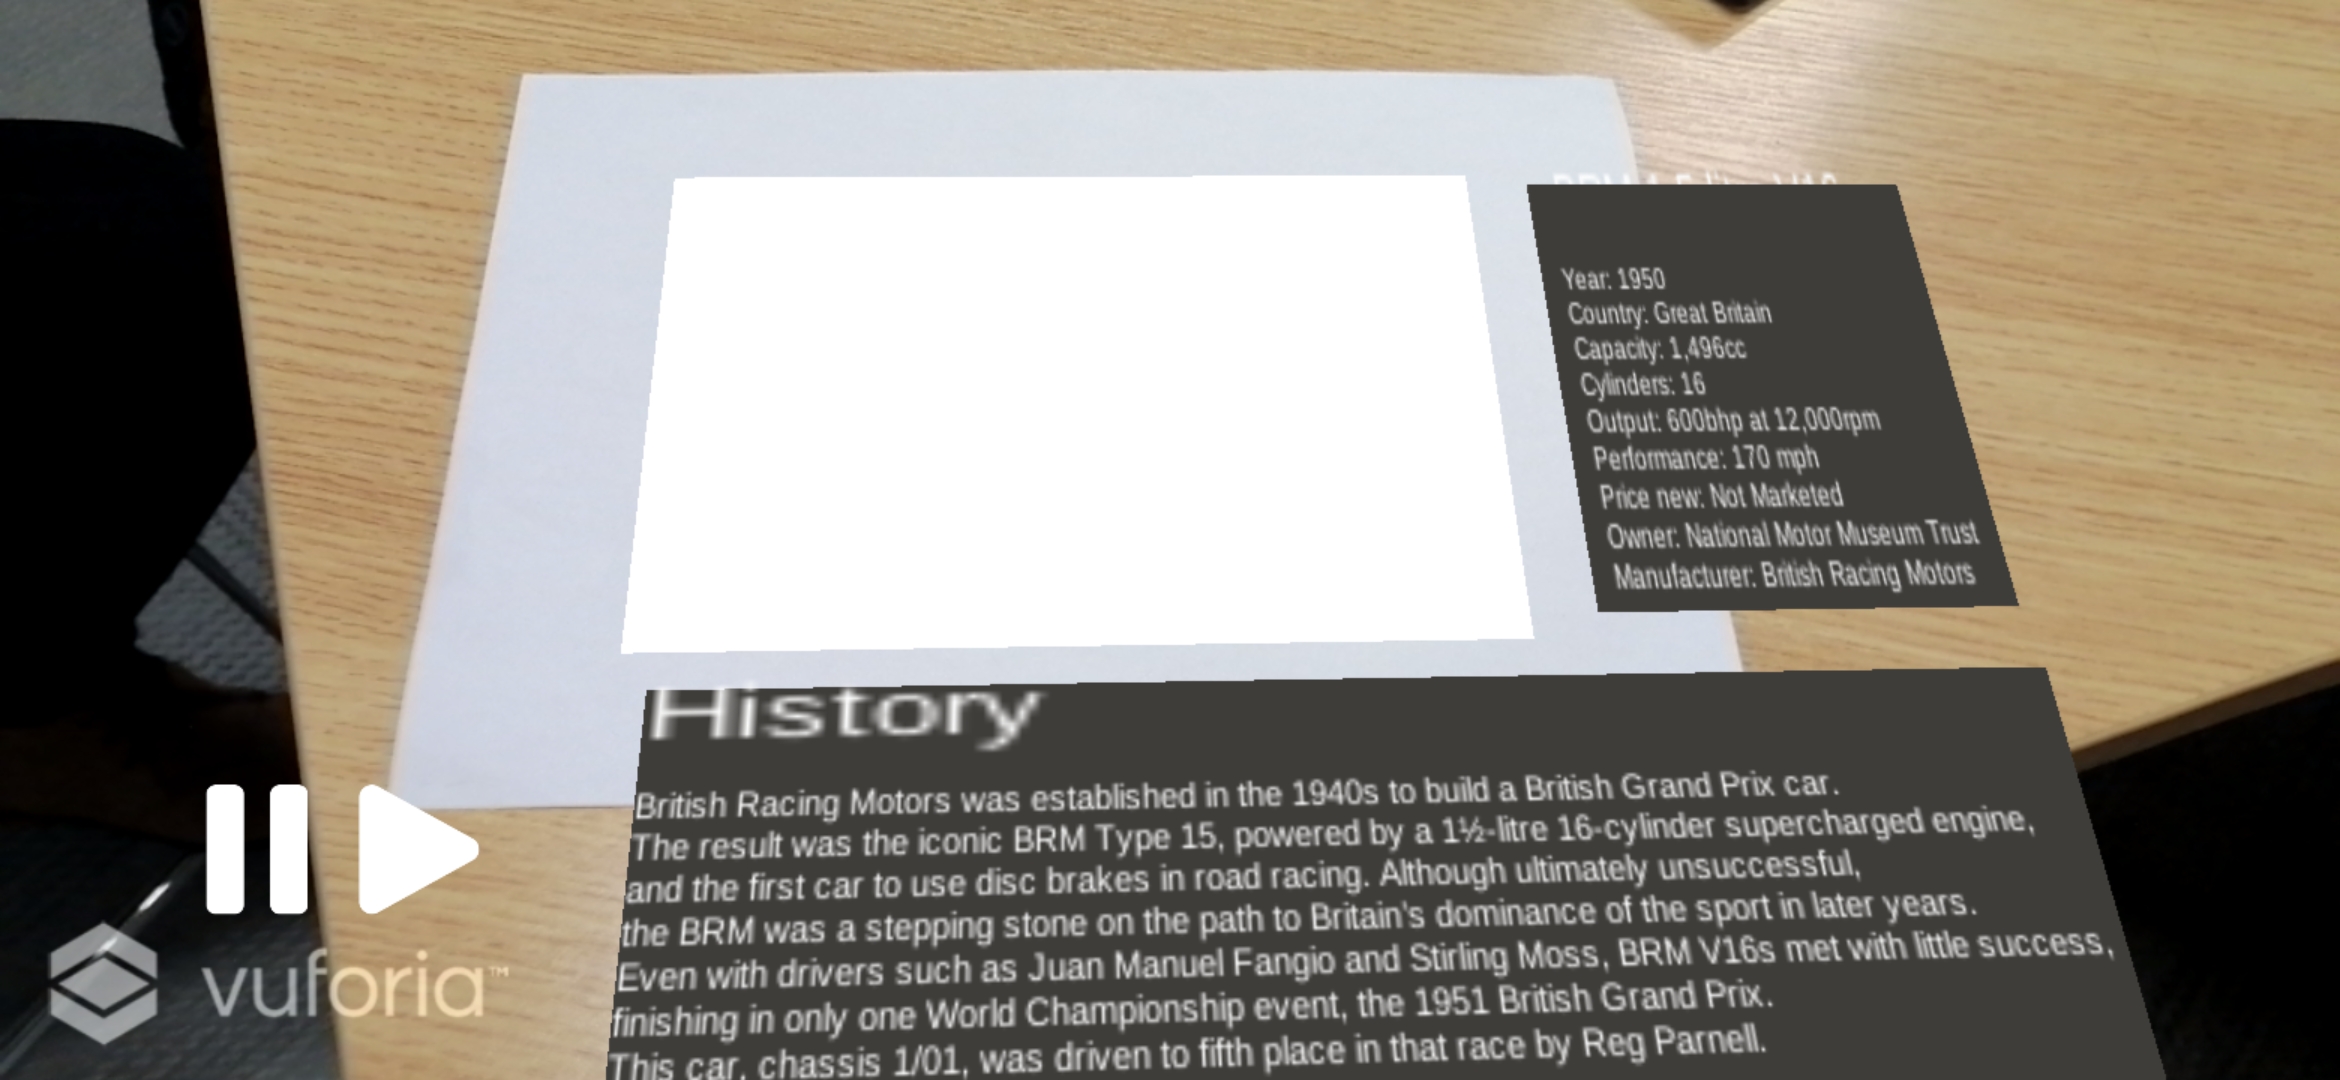 Year: 1950
Country: Great Britain
Capacity: 1,496cc
Cylinders: 16
Output: 600bhp at 12,000rpm
Performance: 170 mph
Price new: Not Marketed
Owner: National Motor Museum Trust
Manufacturer: British Racing Motors
History
British Racing Motors was established in the 1940s to build a British Grand Prix car.
The result was the iconic BRM Type 15, powered by a 1½-litre 16-cylinder supercharged engine,
and the first car to use disc brakes in road racing. Although ultimately unsuccessful,
the BRM was a stepping stone on the path to Britain's dominance of the sport in later years.
Even with drivers such as Juan Manuel Fangio and Stirling Moss, BRM V16s met with little success,
finishing in only one World Championship event, the 1951 British Grand Prix.
This car, chassis 1/01, was driven to fifth place in that race by Reg Parnell.
vuforia™